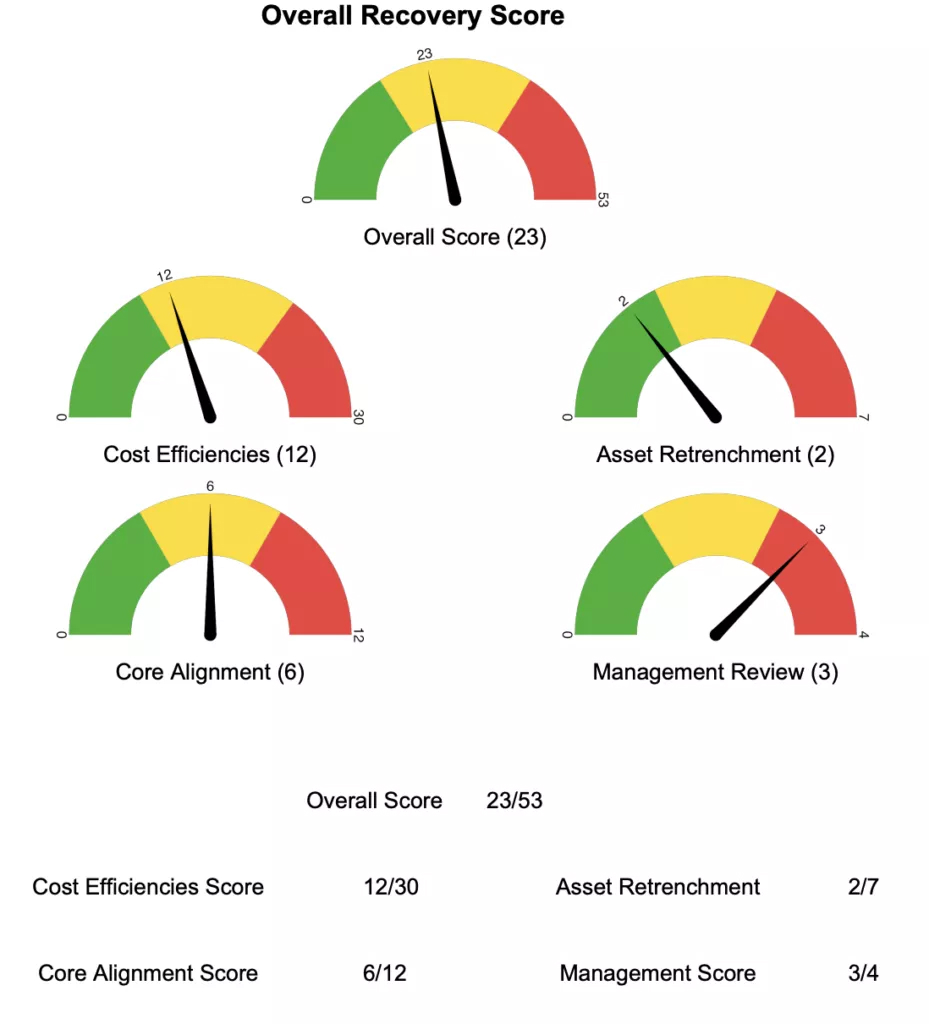 Overall Recovery Score
23
0
53
Overall Score (23)
12
0
30
Cost Efficiencies (12)
2
0
7
Asset Retrenchment (2)
6
0
12
Core Alignment (6)
3
0
4
Management Review (3)
Overall Score 23/53
Cost Efficiencies Score 12/30 Asset Retrenchment 2/7
Core Alignment Score 6/12 Management Score 3/4